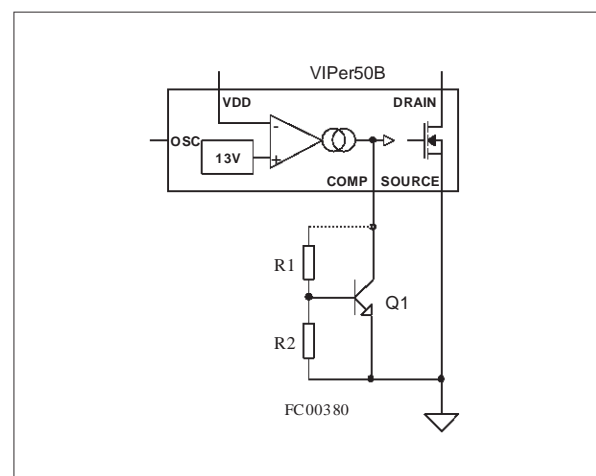 VIPer50B
VDD
DRAIN
-
OSC
13V
+
COMP
SOURCE
R1
Q1
R2
FC00380